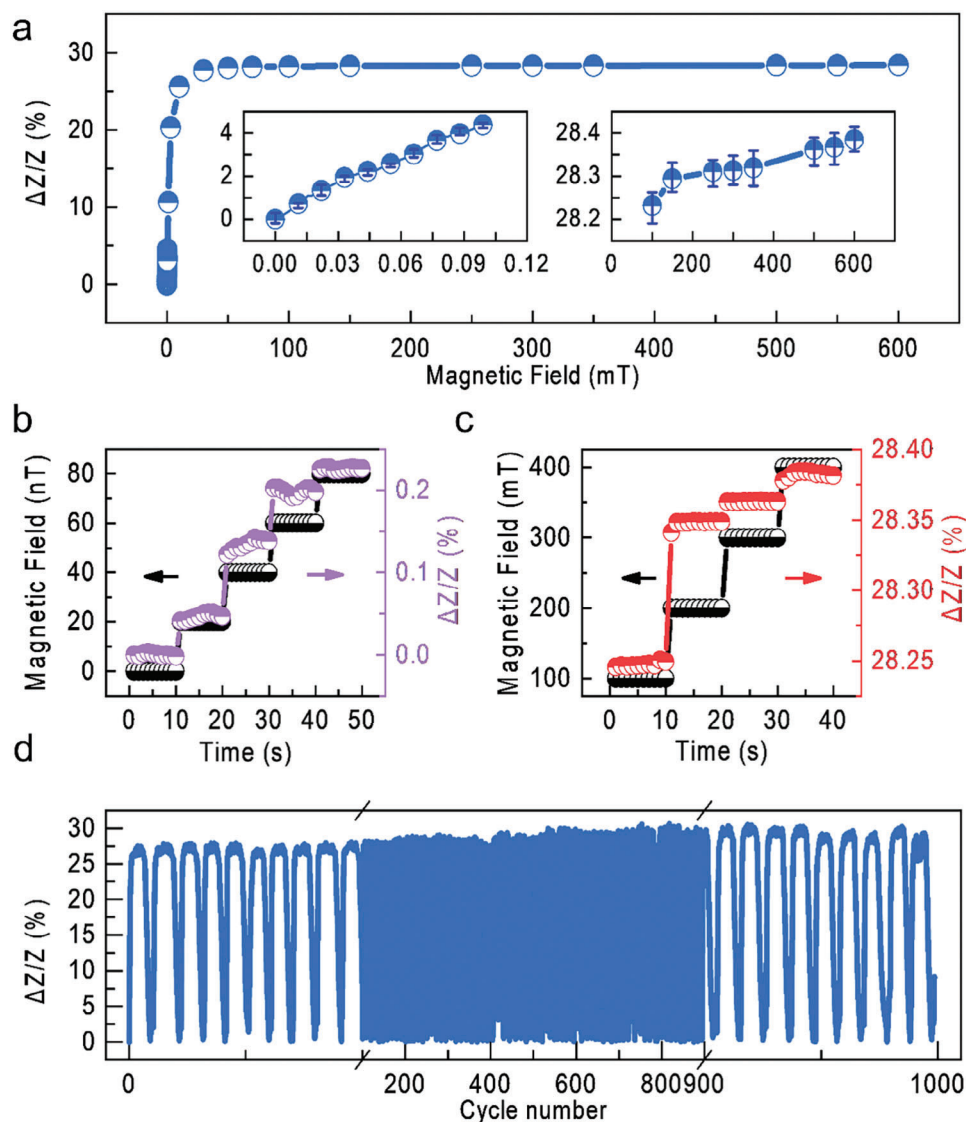 a
ΔZ/Z (%)
30
20
10
0
4
2
0
0.00 0.03 0.06 0.09 0.12
28.4
28.3
28.2
0 200 400 600
0 100 200 300 400 500 600
Magnetic Field (mT)
b
Magnetic Field (nT)
80
60
40
20
0
0.2
0.1
0.0
ΔZ/Z (%)
0 10 20 30 40 50
Time (s)
c
Magnetic Field (mT)
400
300
200
100
28.40
28.35
28.30
28.25
ΔZ/Z (%)
0 10 20 30 40
Time (s)
d
ΔZ/Z (%)
30
25
20
15
10
5
0
0 200 400 600 800 900 1000
Cycle number